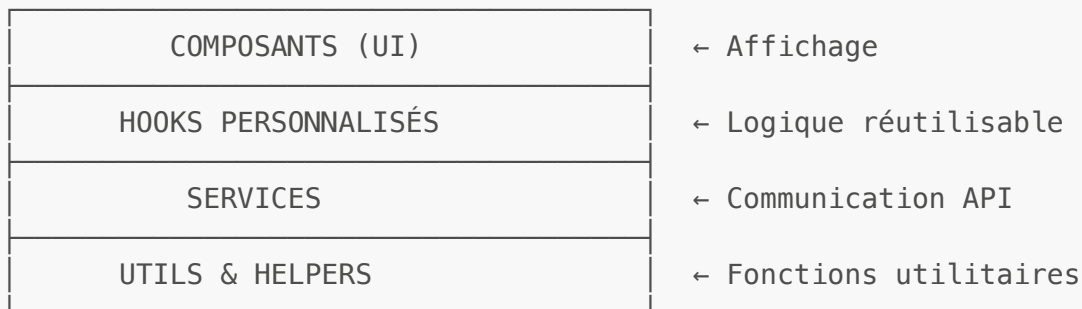 COMPOSANTS (UI) ← Affichage
HOOKS PERSONNALISÉS ← Logique réutilisable
SERVICES ← Communication API
UTILS & HELPERS ← Fonctions utilitaires